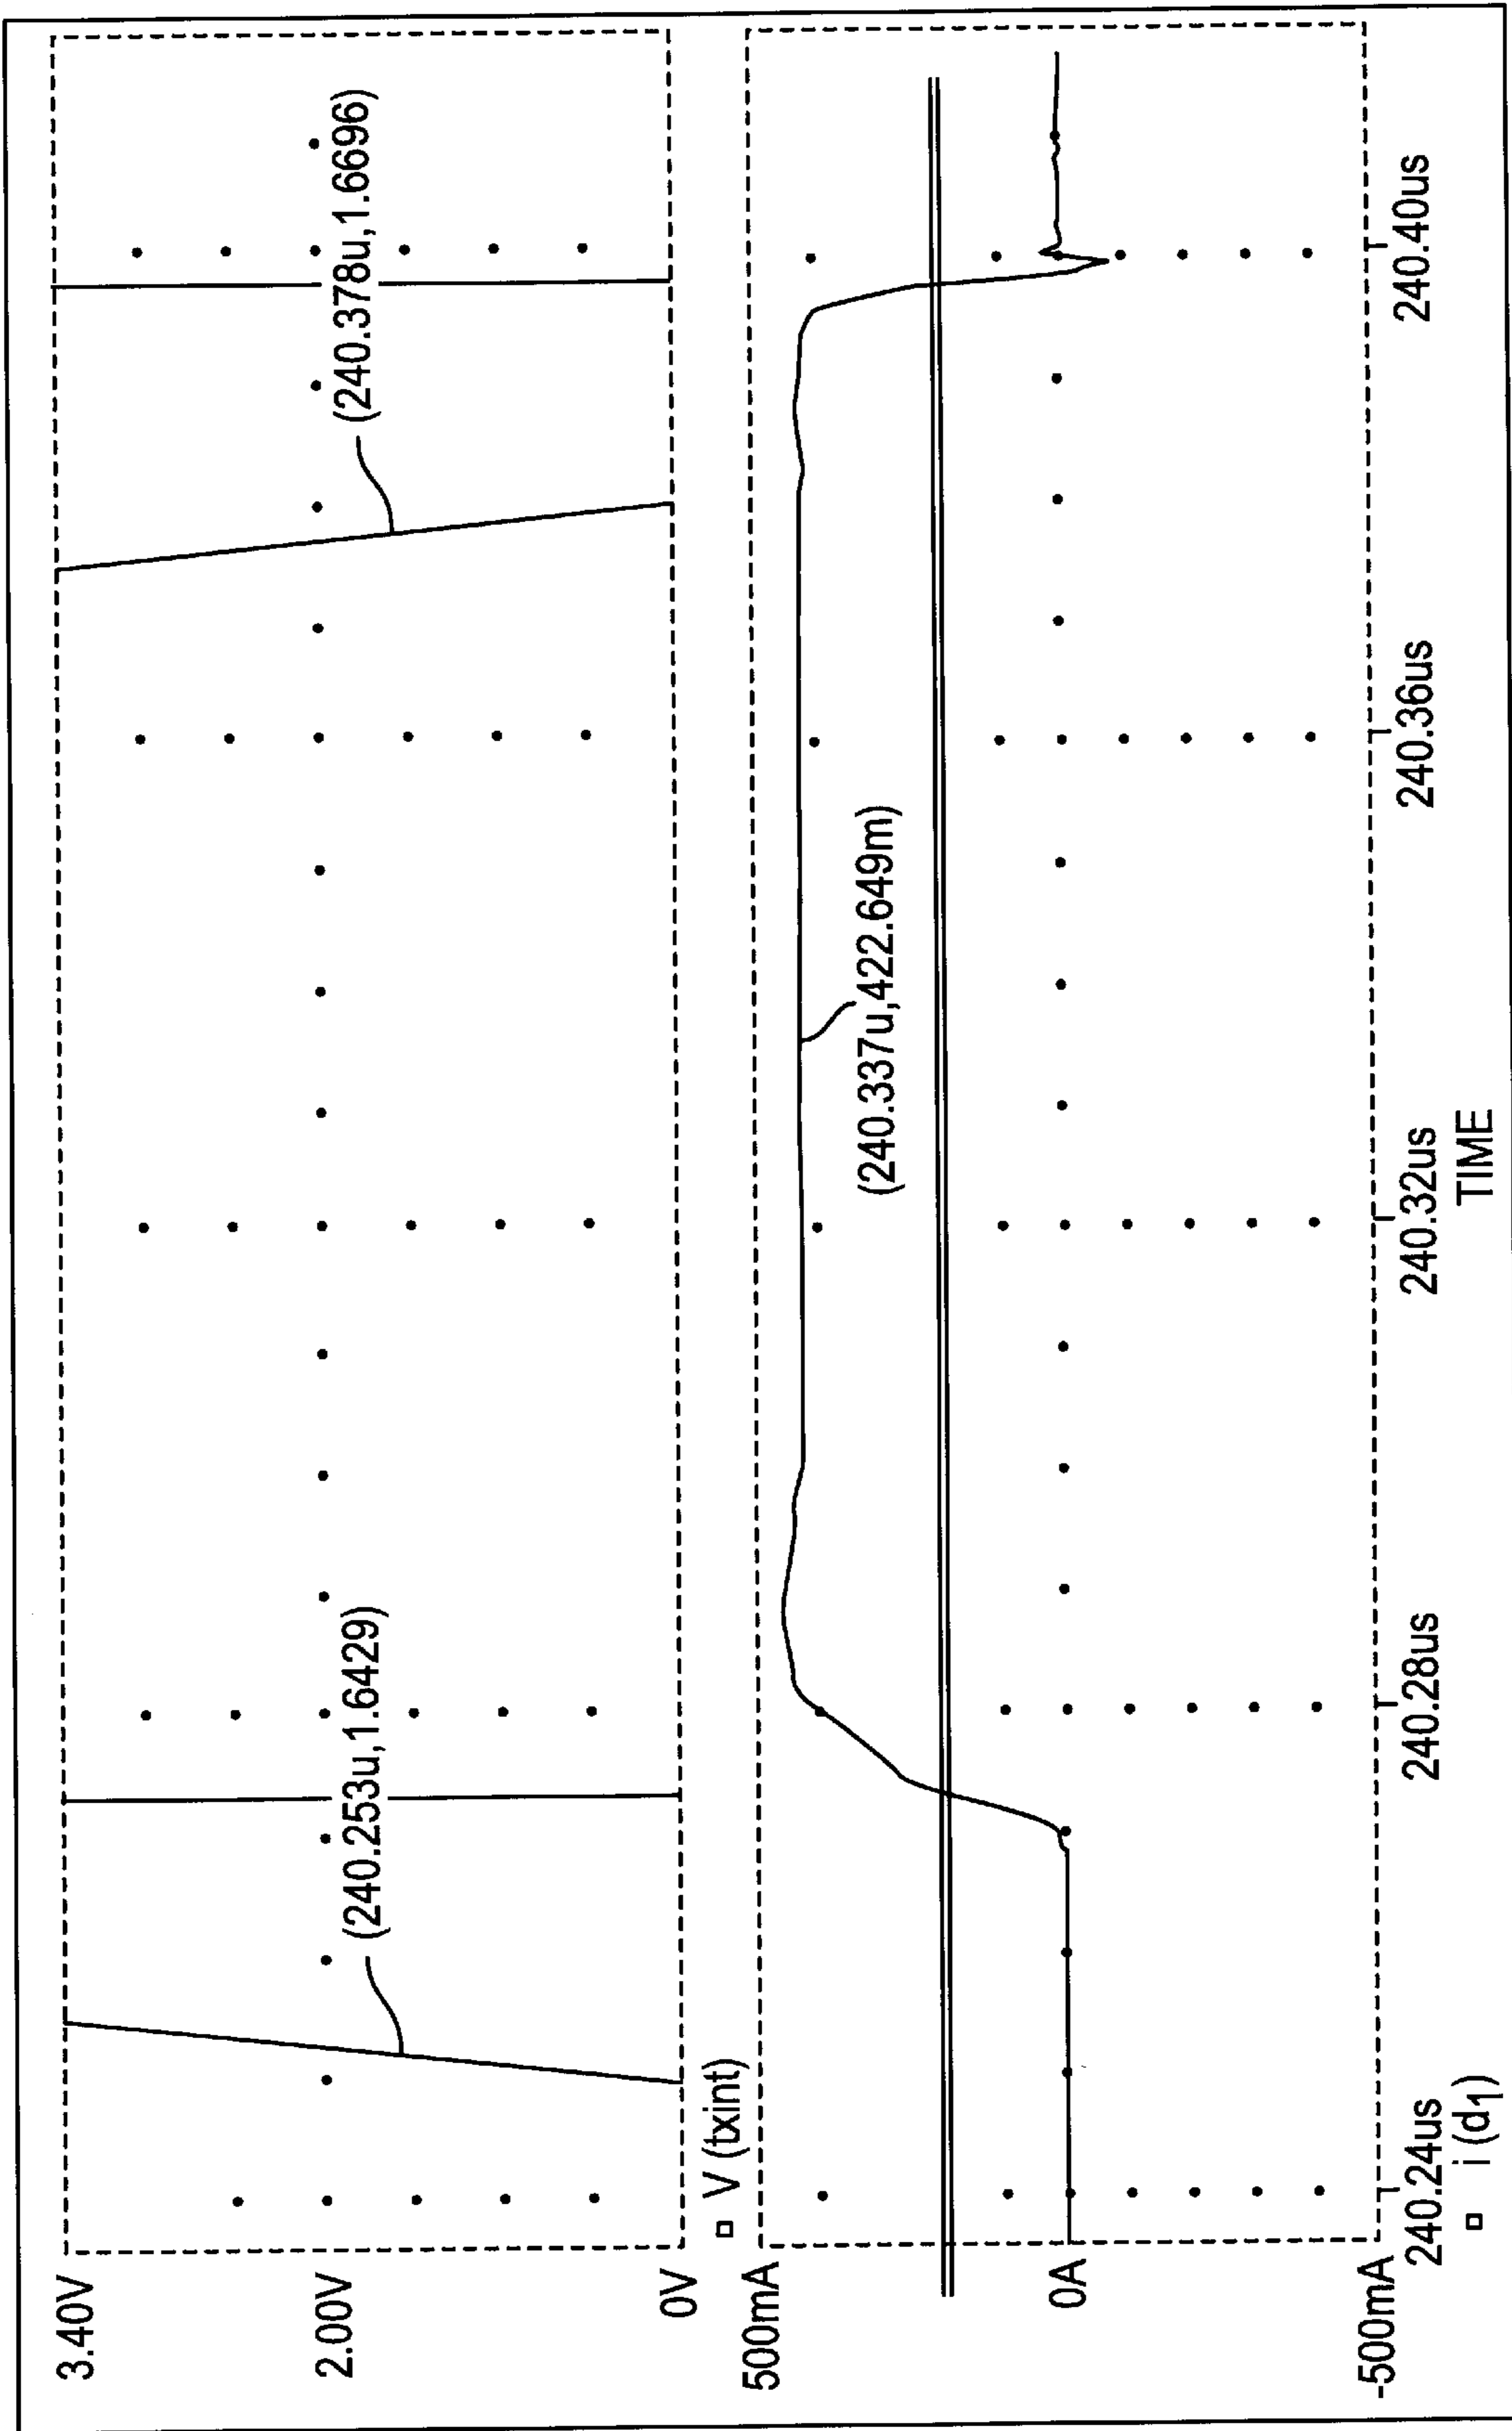 3.40V
(240.253u,1.6429)
(240.378u,1.6696)
2.00V
0V
V (txint)
500mA
(240.337u,422.649m)
0A
-500mA
240.24us
240.28us
240.32us
240.36us
240.40us
i (d1)
TIME